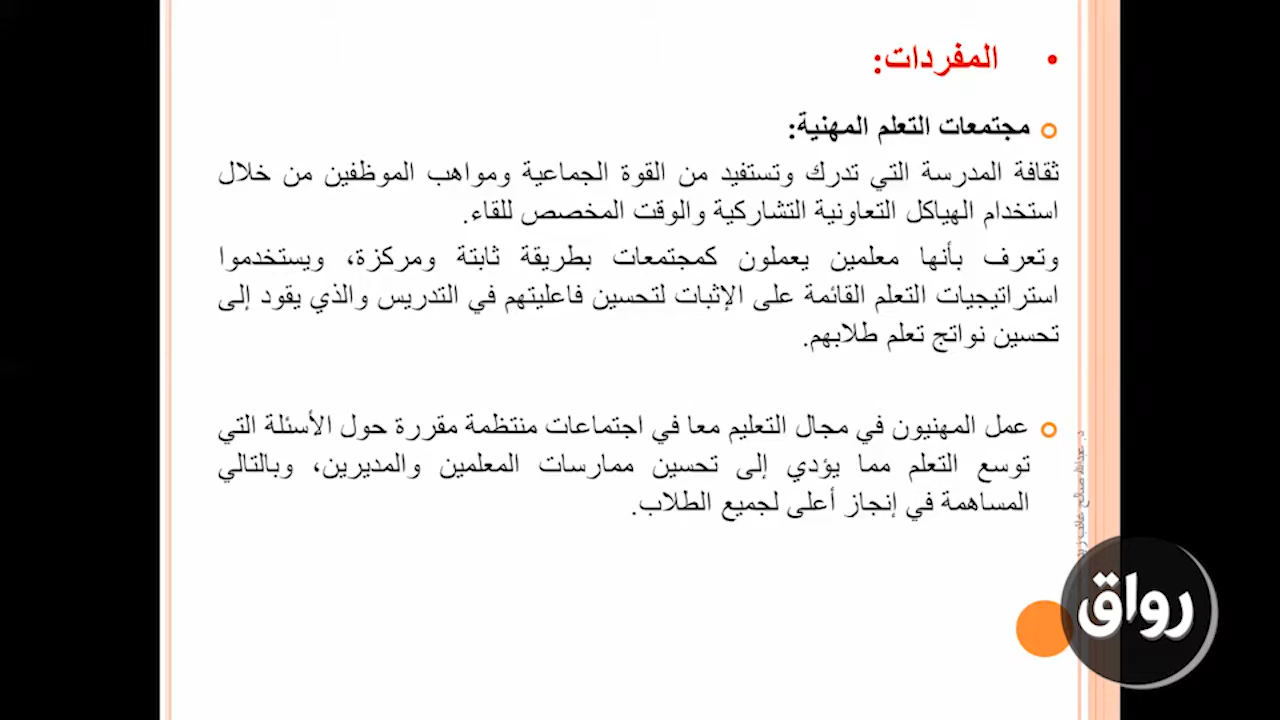 • المفردات:
مجتمعات التعلم المهنية:
ثقافة المدرسة التي تدرك وتستفيد من القوة الجماعية ومواهب الموظفين من خلال
استخدام الهياكل التعاونية التشاركية والوقت المخصص للقاء.
وتعرف بأنها معلمين يعملون كمجتمعات بطريقة ثابتة ومركزة، ويستخدموا
استراتيجيات التعلم القائمة على الإثبات لتحسين فاعليتهم في التدريس والذي يقود إلى
تحسين نواتج تعلم طلابهم.
عمل المهنيون في مجال التعليم معا في اجتماعات منتظمة مقررة حول الأسئلة التي
توسع التعلم مما يؤدي إلى تحسين ممارسات المعلمين والمديرين، وبالتالي
المساهمة في إنجاز أعلى لجميع الطلاب.
رواق